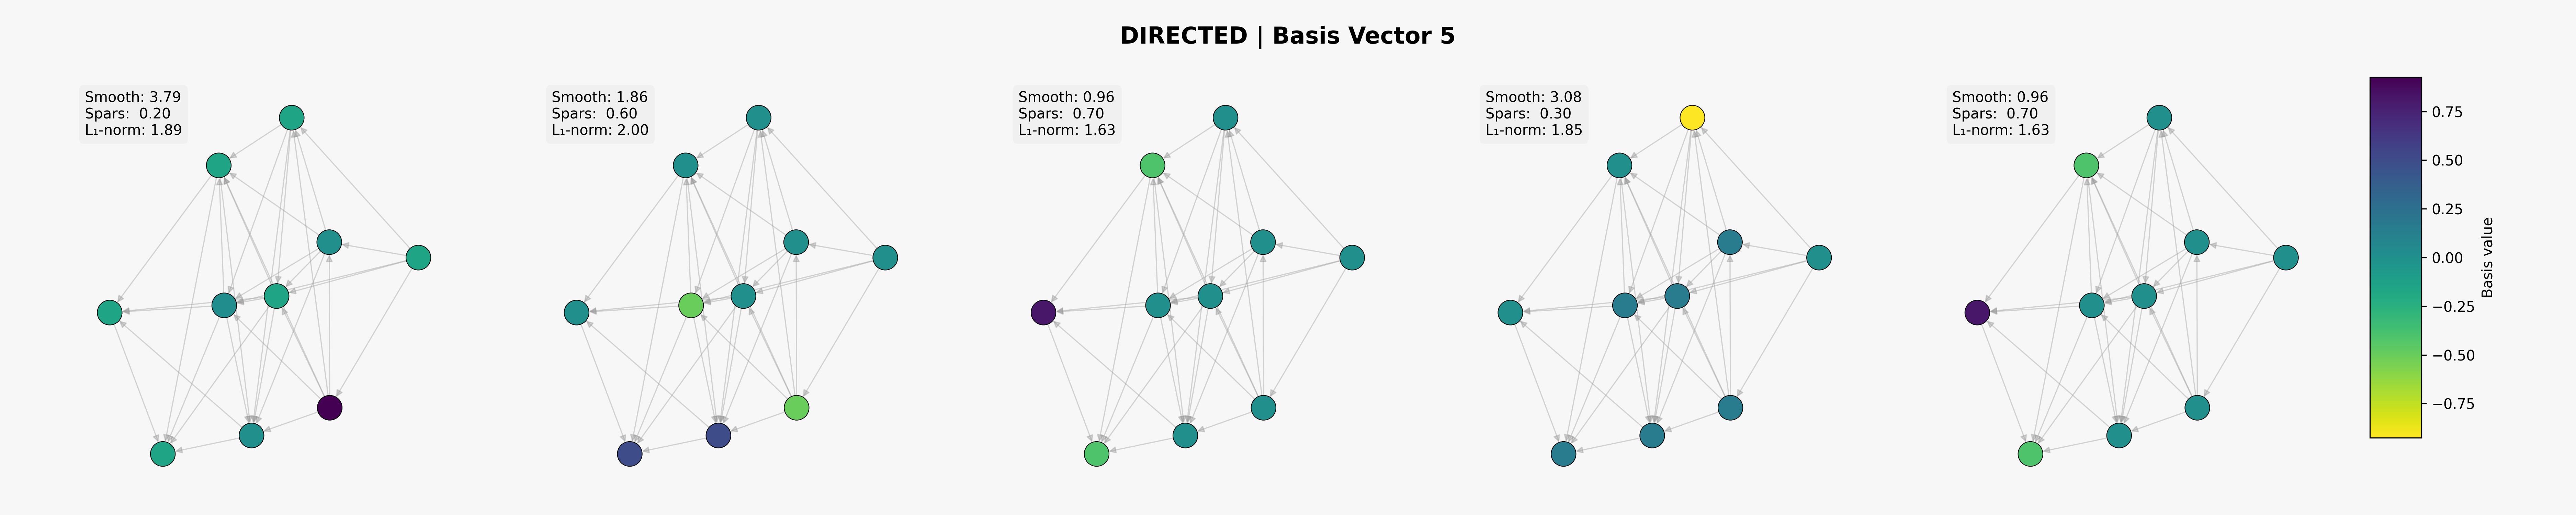 DIRECTED | Basis Vector 5
Smooth: 3.79
Spars:  0.20
L₁-norm: 1.89
Smooth: 1.86
Spars:  0.60
L₁-norm: 2.00
Smooth: 0.96
Spars:  0.70
L₁-norm: 1.63
Smooth: 3.08
Spars:  0.30
L₁-norm: 1.85
Smooth: 0.96
Spars:  0.70
L₁-norm: 1.63
0.75
0.50
0.25
0.00
−0.25
−0.50
−0.75
Basis value